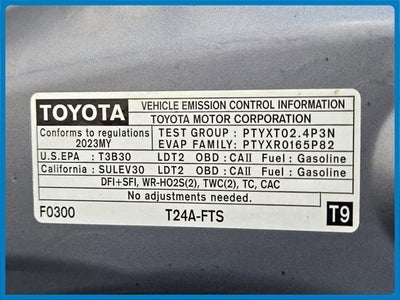 TOYOTA
VEHICLE EMISSION CONTROL INFORMATION
TOYOTA MOTOR CORPORATION
Conforms to regulations
2023MY
TEST GROUP : PTYXT02.4P3N
EVAP FAMILY: PTYXR0165P82
U.S.EPA : T3B30 LDT2 OBD : CAII Fuel : Gasoline
California : SULEV30 LDT2 OBD : CAII Fuel : Gasoline
DFI+SFI, WR-HO2S(2), TWC(2), TC, CAC
No adjustments needed.
F0300 T24A-FTS T9